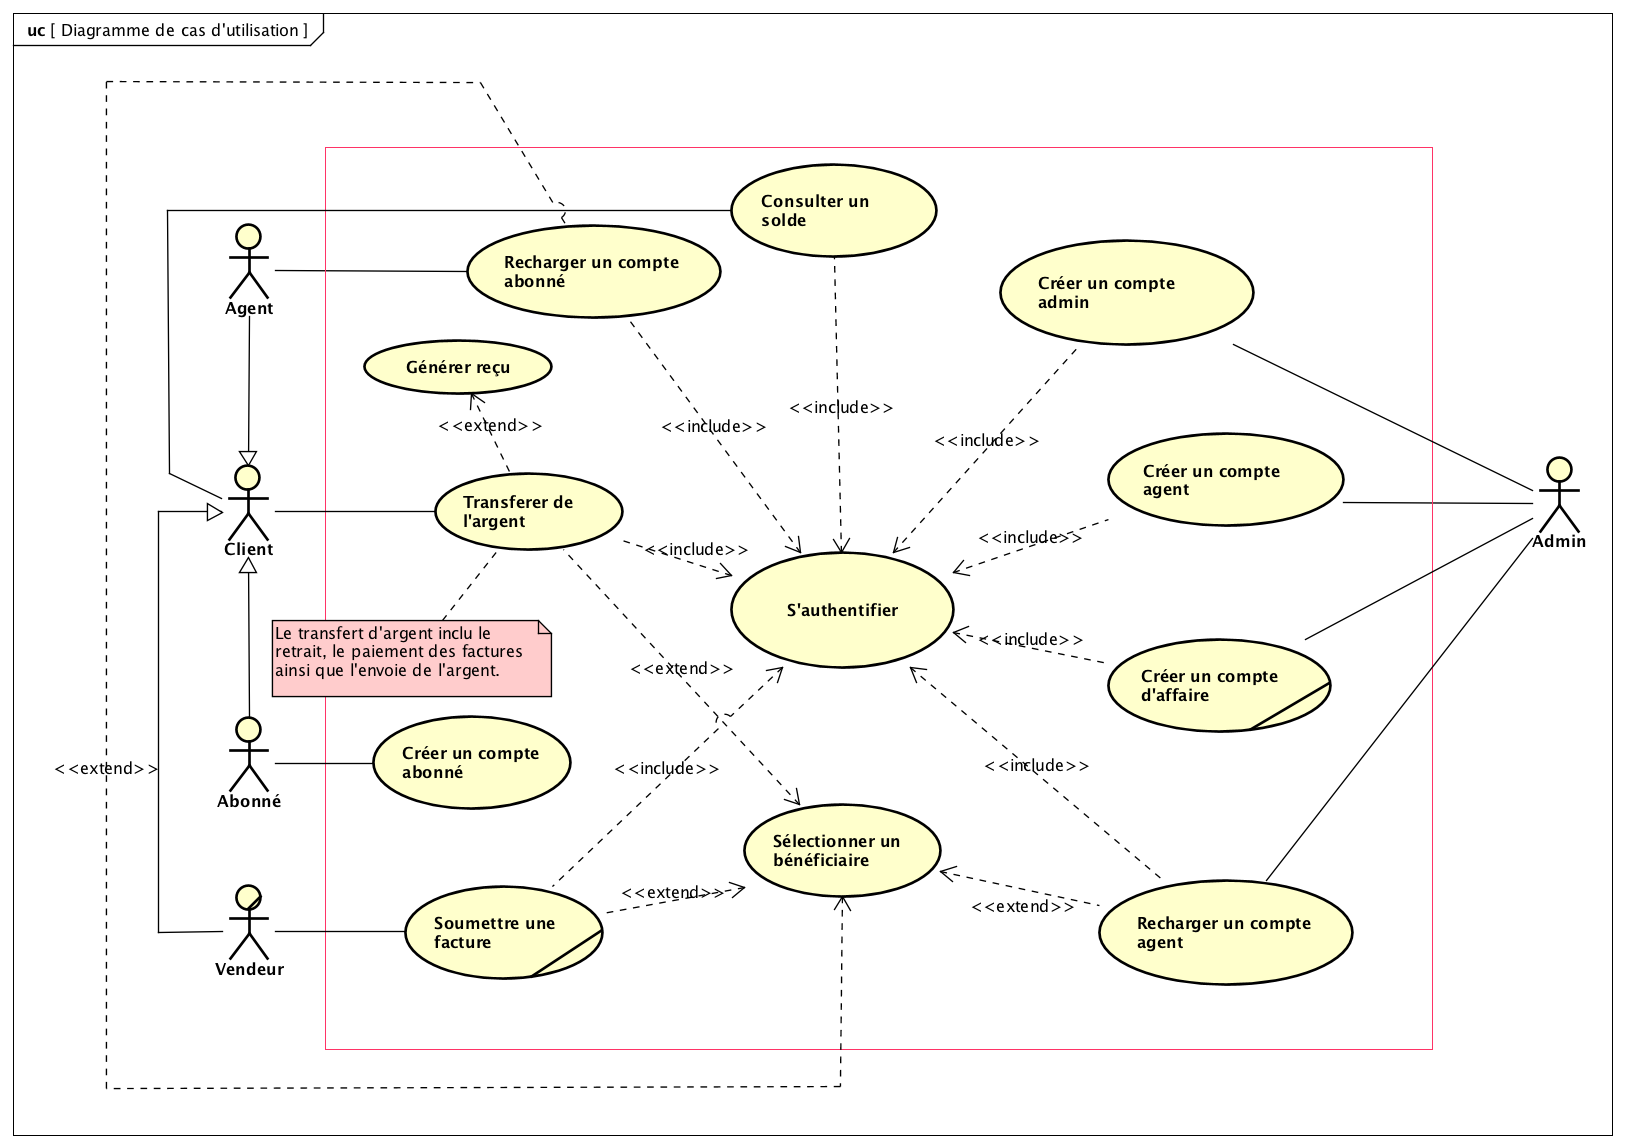 uc [ Diagramme de cas d'utilisation ]
Consulter un
solde
Recharger un compte
abonné
Créer un compte
admin
Agent
Générer reçu
<<extend>>
<<include>>
<<include>>
<<include>>
Créer un compte
agent
Transferer de
l'argent
<<include>>
<<include>>
Client
Admin
S'authentifier
Le transfert d'argent inclu le
retrait, le paiement des factures
ainsi que l'envoie de l'argent.
<<extend>>
<<include>>
Créer un compte
d'affaire
Créer un compte
abonné
<<extend>>
<<include>>
<<include>>
Abonné
Sélectionner un
bénéficiaire
<<extend>>
<<extend>>
Soumettre une
facture
Recharger un compte
agent
Vendeur